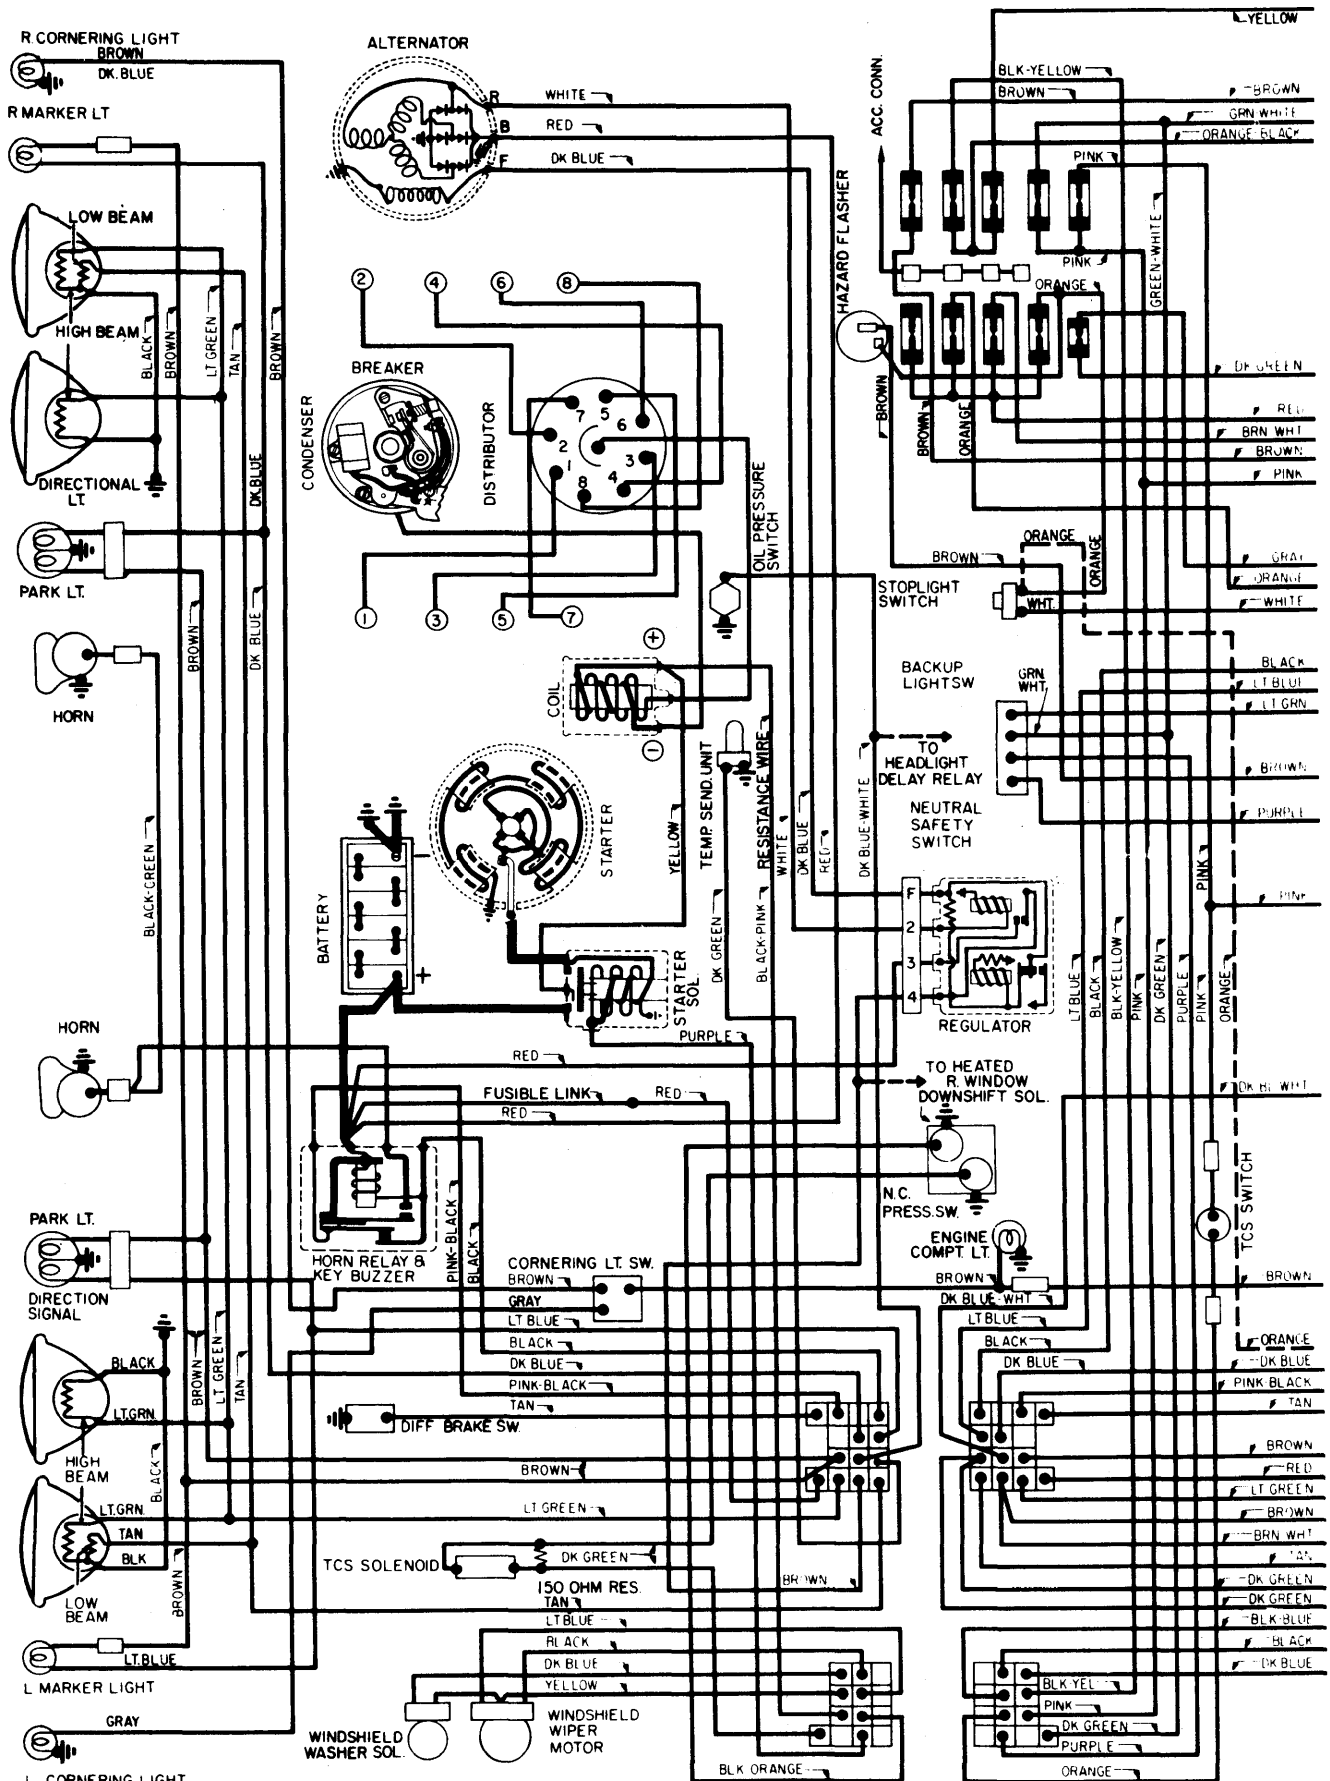 R. CORNERING LIGHT
BROWN
DK. BLUE
R MARKER LT
LOW BEAM
HIGH BEAM
BLACK
BROWN
LT GREEN
TAN
BROWN
DIRECTIONAL
LT.
DK.BLUE
PARK LT.
BROWN
DK BLUE
HORN
BLACK-GREEN
HORN
PARK LT.
DIRECTION
SIGNAL
BLACK
LT.GRN.
HIGH
BEAM
BROWN
LT GREEN
TAN
BLACK
LT.GRN.
TAN
BLK
LOW
BEAM
BROWN
LT.BLUE
L MARKER LIGHT
GRAY
L CORNERING LIGHT
ALTERNATOR
R
B
F
WHITE
RED
DK BLUE
2
4
6
8
BREAKER
CONDENSER
DISTRIBUTOR
7
5
6
2
1
3
8
4
1
3
5
7
OIL PRESSURE
SWITCH
COIL
+
−
TEMP. SEND. UNIT
RESISTANCE WIRE
YELLOW
WHITE
DK BLUE
RED
DK BLUE-WHITE
DK GREEN
BLACK-PINK
STARTER
BATTERY
−
+
STARTER
SOL.
PURPLE
RED
FUSIBLE LINK
RED
RED
HORN RELAY &
KEY BUZZER
PINK-BLACK
BLACK
CORNERING LT. SW.
BROWN
GRAY
LT BLUE
BLACK
DK BLUE
PINK-BLACK
TAN
DIFF BRAKE SW.
BROWN
LT GREEN
TCS SOLENOID
DK GREEN
150 OHM RES.
BROWN
TAN
LT BLUE
BLACK
DK BLUE
YELLOW
WINDSHIELD
WASHER SOL.
WINDSHIELD
WIPER
MOTOR
BLK ORANGE
ACC. CONN.
HAZARD FLASHER
YELLOW
BLK-YELLOW
BROWN
BROWN
GRN WHITE
ORANGE-BLACK
PINK
GREEN-WHITE
PINK
ORANGE
BROWN
BROWN
ORANGE
DK GREEN
RED
BRN WHT
BROWN
PINK
ORANGE
ORANGE
BROWN
GRAY
ORANGE
WHITE
STOPLIGHT
SWITCH
WHT.
BACKUP
LIGHT SW
GRN
WHT.
BLACK
LT BLUE
LT GRN
BROWN
PURPLE
TO
HEADLIGHT
DELAY RELAY
NEUTRAL
SAFETY
SWITCH
PINK
PINK
F
2
3
4
REGULATOR
LT BLUE
BLACK
BLK-YELLOW
PINK
DK GREEN
PURPLE
PINK
ORANGE
TO HEATED
R. WINDOW
DOWNSHIFT SOL.
DK BL WHT
N.C.
PRESS. SW.
TCS SWITCH
ENGINE
COMPT. LT.
BROWN
BROWN
DK BLUE-WHT
LT BLUE
BLACK
DK BLUE
ORANGE
DK BLUE
PINK-BLACK
TAN
BROWN
RED
LT GREEN
BROWN
BRN WHT
TAN
DK GREEN
DK GREEN
BLK-BLUE
BLACK
DK BLUE
BLK-YEL
PINK
DK GREEN
PURPLE
ORANGE